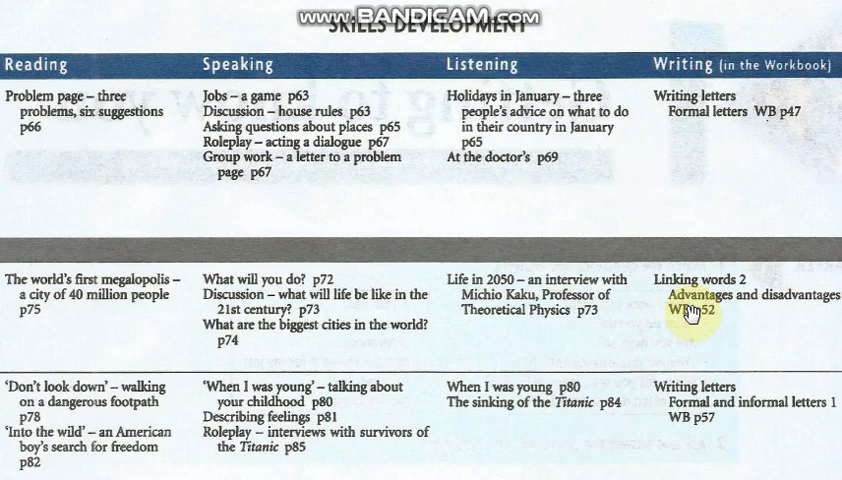 www.BANDICAM.com
SKILLS DEVELOPMENT
Reading
Speaking
Listening
Writing (in the Workbook)
Problem page – three
problems, six suggestions
p66
Jobs – a game p63
Discussion – house rules p63
Asking questions about places p65
Roleplay – acting a dialogue p67
Group work – a letter to a problem
page p67
Holidays in January – three
people's advice on what to do
in their country in January
p65
At the doctor's p69
Writing letters
Formal letters WB p47
The world's first megalopolis –
a city of 40 million people
p75
What will you do? p72
Discussion – what will life be like in the
21st century? p73
What are the biggest cities in the world?
p74
Life in 2050 – an interview with
Michio Kaku, Professor of
Theoretical Physics p73
Linking words 2
Advantages and disadvantages
WB p52
'Don't look down' – walking
on a dangerous footpath
p78
'Into the wild' – an American
boy's search for freedom
p82
'When I was young' – talking about
your childhood p80
Describing feelings p81
Roleplay – interviews with survivors of
the Titanic p85
When I was young p80
The sinking of the Titanic p84
Writing letters
Formal and informal letters 1
WB p57